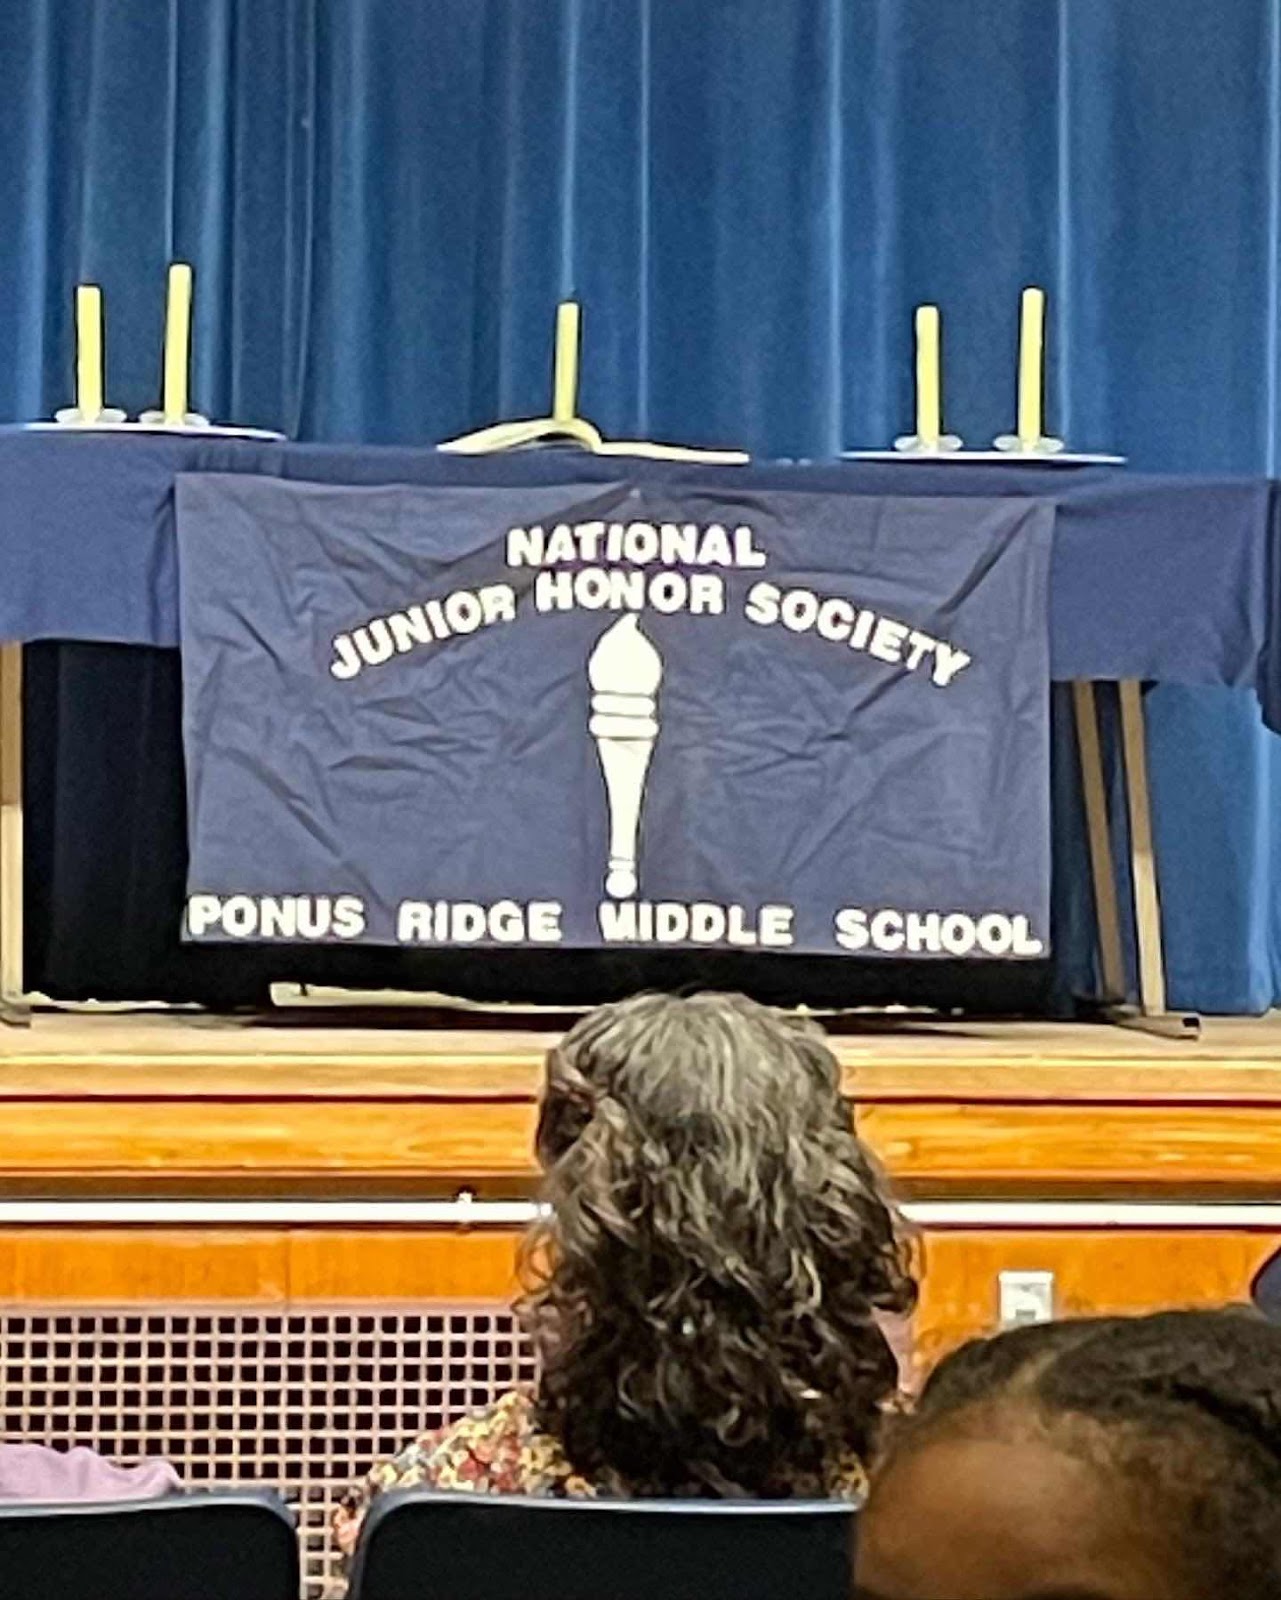 NATIONAL
JUNIOR HONOR SOCIETY
PONUS RIDGE MIDDLE SCHOOL